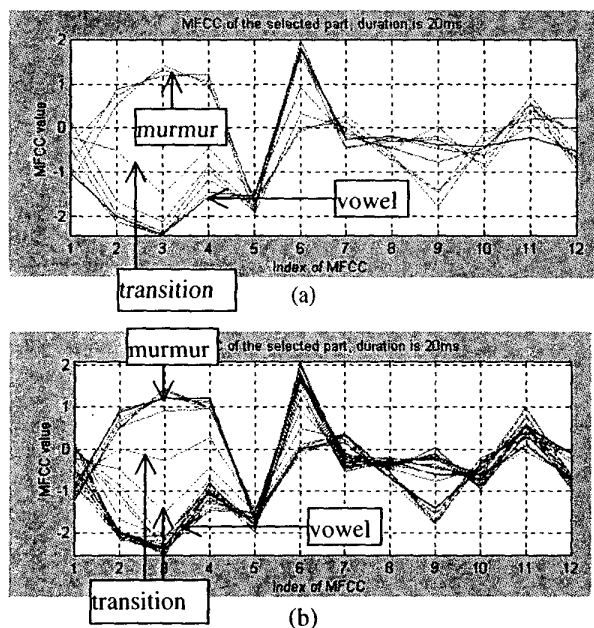 MFCC of the selected part, duration is 20ms
MFCC value
2
1
0
-1
-2
murmur
vowel
1 2 3 4 5 6 7 8 9 10 11 12
Index of MFCC
transition
(a)
murmur
of the selected part, duration is 20ms
MFCC value
2
1
0
-1
-2
vowel
1 2 3 4 5 6 7 8 9 10 11 12
Index of MFCC
transition
(b)